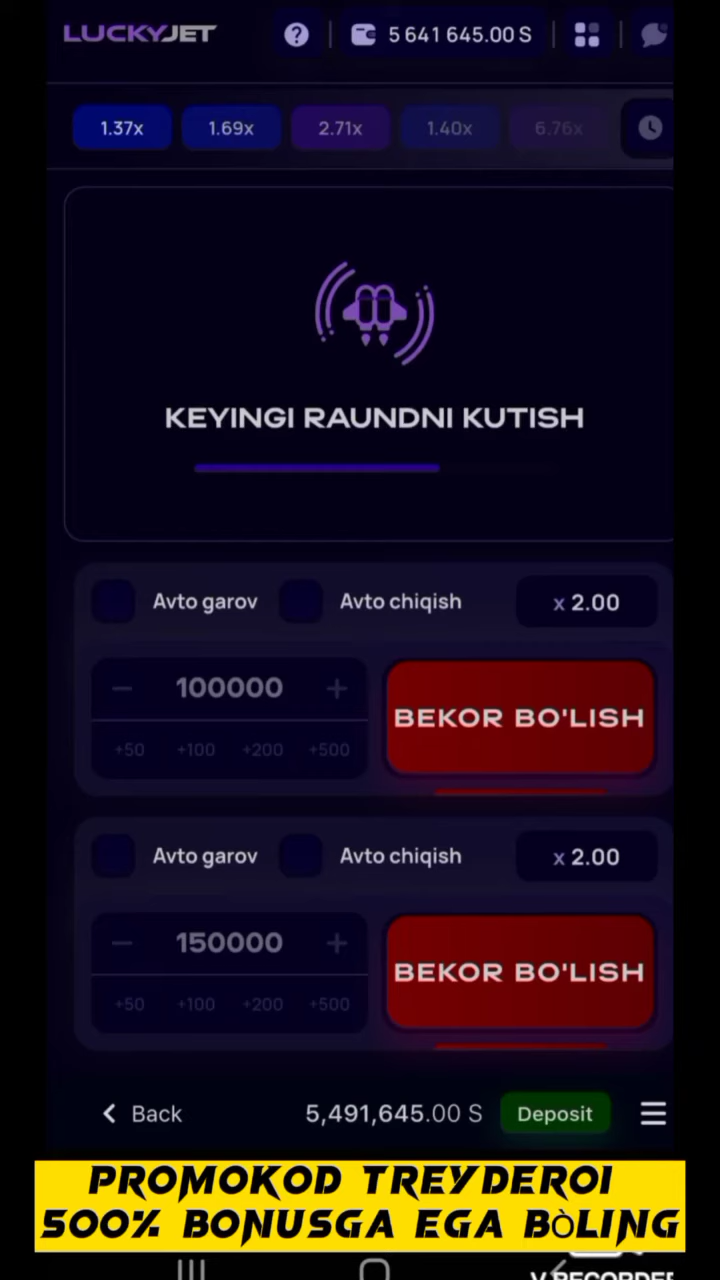 LUCKYJET
? 5 641 645.00 S
1.37x 1.69x 2.71x 1.40x 6.76x
KEYINGI RAUNDNI KUTISH
Avto garov Avto chiqish x 2.00
− 100000 +
BEKOR BO'LISH
+50 +100 +200 +500
Avto garov Avto chiqish x 2.00
− 150000 +
BEKOR BO'LISH
+50 +100 +200 +500
Back 5,491,645.00 S Deposit
PROMOKOD TREYDEROI
500% BONUSGA EGA BÒLING
V RECORDER